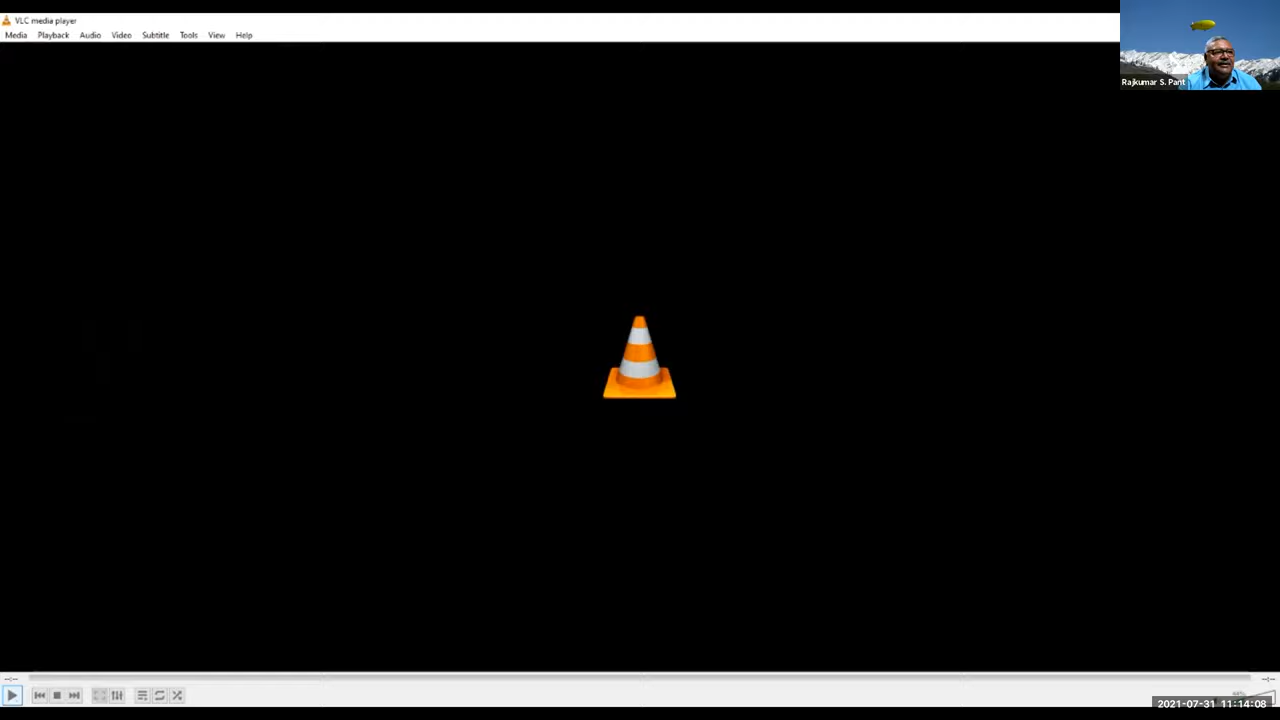 VLC media player
Media Playback Audio Video Subtitle Tools View Help
Rajkumar S. Pant
--:-- --:--
2021-07-31 11:14:08